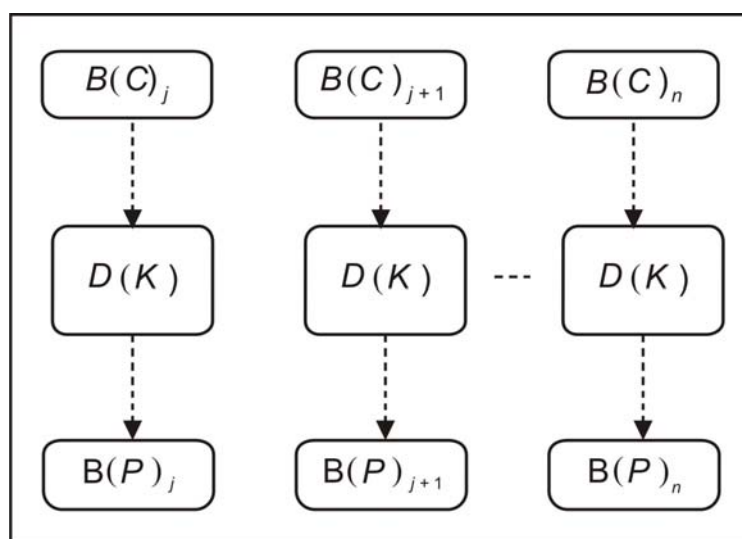 B(C)j B(C)j+1 B(C)n
D(K) D(K) --- D(K)
B(P)j B(P)j+1 B(P)n